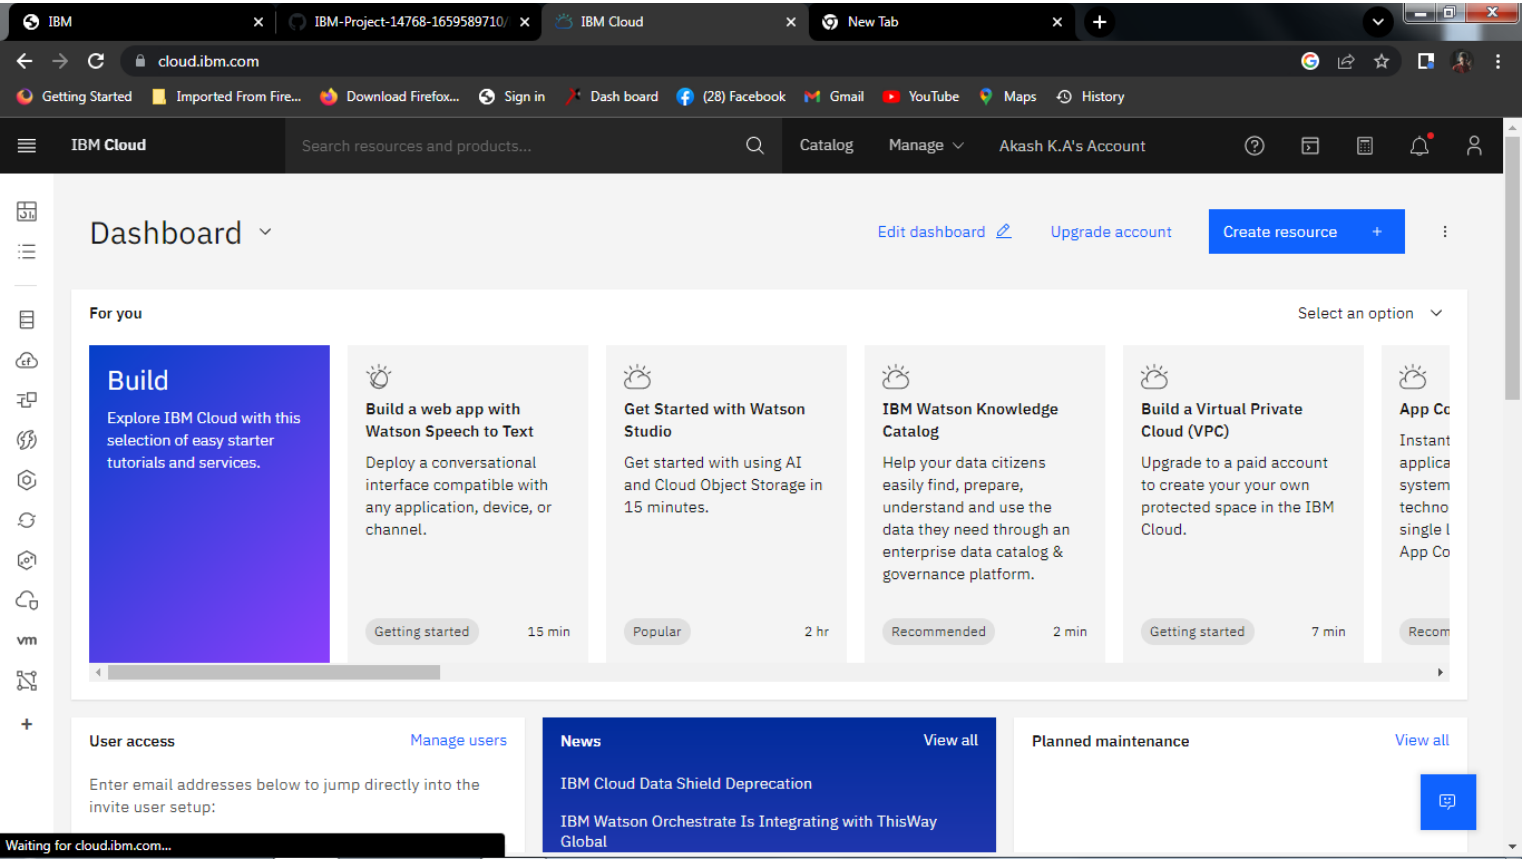 IBM
IBM-Project-14768-1659589710/
IBM Cloud
New Tab
cloud.ibm.com
Getting Started
Imported From Fire...
Download Firefox...
Sign in
Dash board
(28) Facebook
Gmail
YouTube
Maps
History
IBM Cloud
Search resources and products...
Catalog
Manage
Akash K.A's Account
Dashboard
Edit dashboard
Upgrade account
Create resource +
For you
Select an option
Build
Explore IBM Cloud with this
selection of easy starter
tutorials and services.
Build a web app with
Watson Speech to Text
Deploy a conversational
interface compatible with
any application, device, or
channel.
Getting started
15 min
Get Started with Watson
Studio
Get started with using AI
and Cloud Object Storage in
15 minutes.
Popular
2 hr
IBM Watson Knowledge
Catalog
Help your data citizens
easily find, prepare,
understand and use the
data they need through an
enterprise data catalog &
governance platform.
Recommended
2 min
Build a Virtual Private
Cloud (VPC)
Upgrade to a paid account
to create your your own
protected space in the IBM
Cloud.
Getting started
7 min
App Co
Instant
applica
system
techno
single l
App Co
Recom
vm
User access
Manage users
Enter email addresses below to jump directly into the
invite user setup:
News
View all
IBM Cloud Data Shield Deprecation
IBM Watson Orchestrate Is Integrating with ThisWay
Global
Planned maintenance
View all
Waiting for cloud.ibm.com...